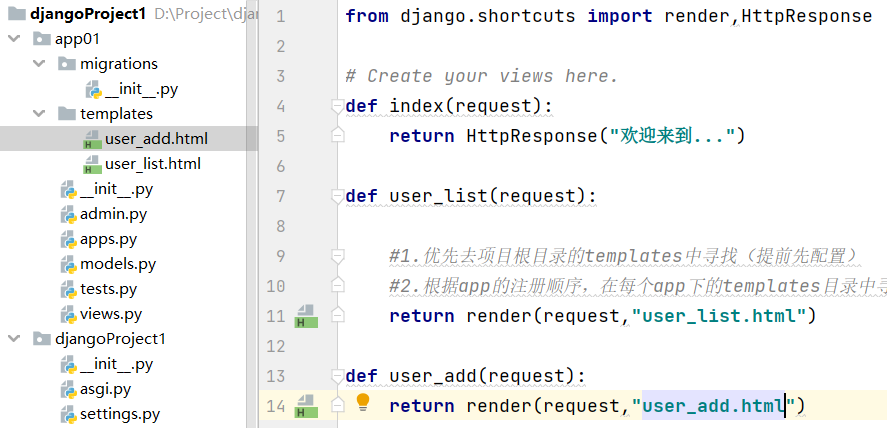 djangoProject1 D:\Project\dja
app01
migrations
__init__.py
templates
user_add.html
user_list.html
__init__.py
admin.py
apps.py
models.py
tests.py
views.py
djangoProject1
__init__.py
asgi.py
settings.py
1 from django.shortcuts import render,HttpResponse
2
3 # Create your views here.
4 def index(request):
5 return HttpResponse("欢迎来到...")
6
7 def user_list(request):
8
9 #1.优先去项目根目录的templates中寻找（提前先配置）
10 #2.根据app的注册顺序，在每个app下的templates目录中寻
11 return render(request,"user_list.html")
12
13 def user_add(request):
14 return render(request,"user_add.html")